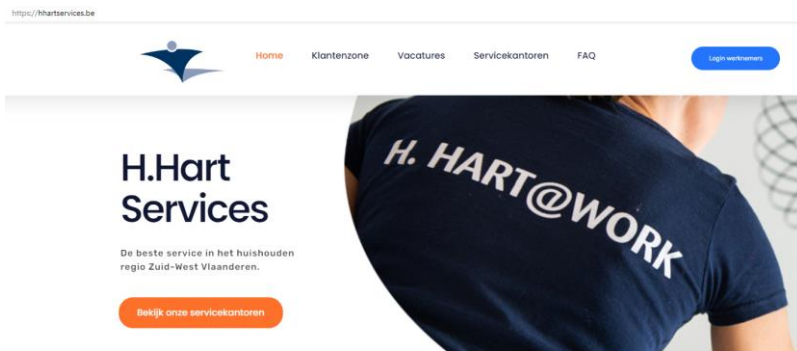 https://hhartservices.be
Home Klantenzone Vacatures Servicekantoren FAQ Login werknemers
H.Hart
Services
H. HART@WORK
De beste service in het huishouden
regio Zuid-West Vlaanderen.
Bekijk onze servicekantoren